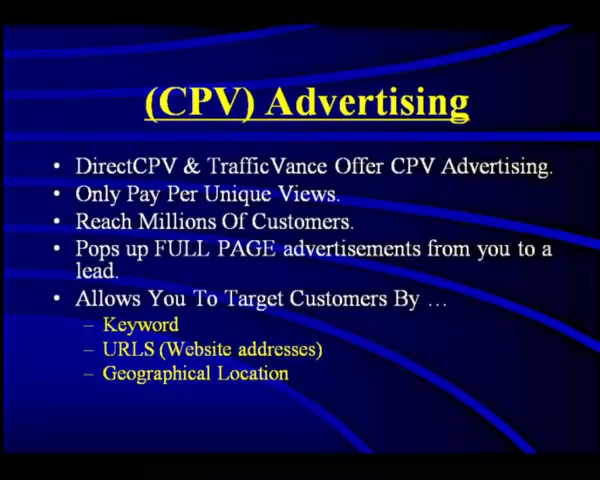 (CPV) Advertising
• DirectCPV & TrafficVance Offer CPV Advertising.
• Only Pay Per Unique Views.
• Reach Millions Of Customers.
• Pops up FULL PAGE advertisements from you to a
lead.
• Allows You To Target Customers By …
– Keyword
– URLS (Website addresses)
– Geographical Location